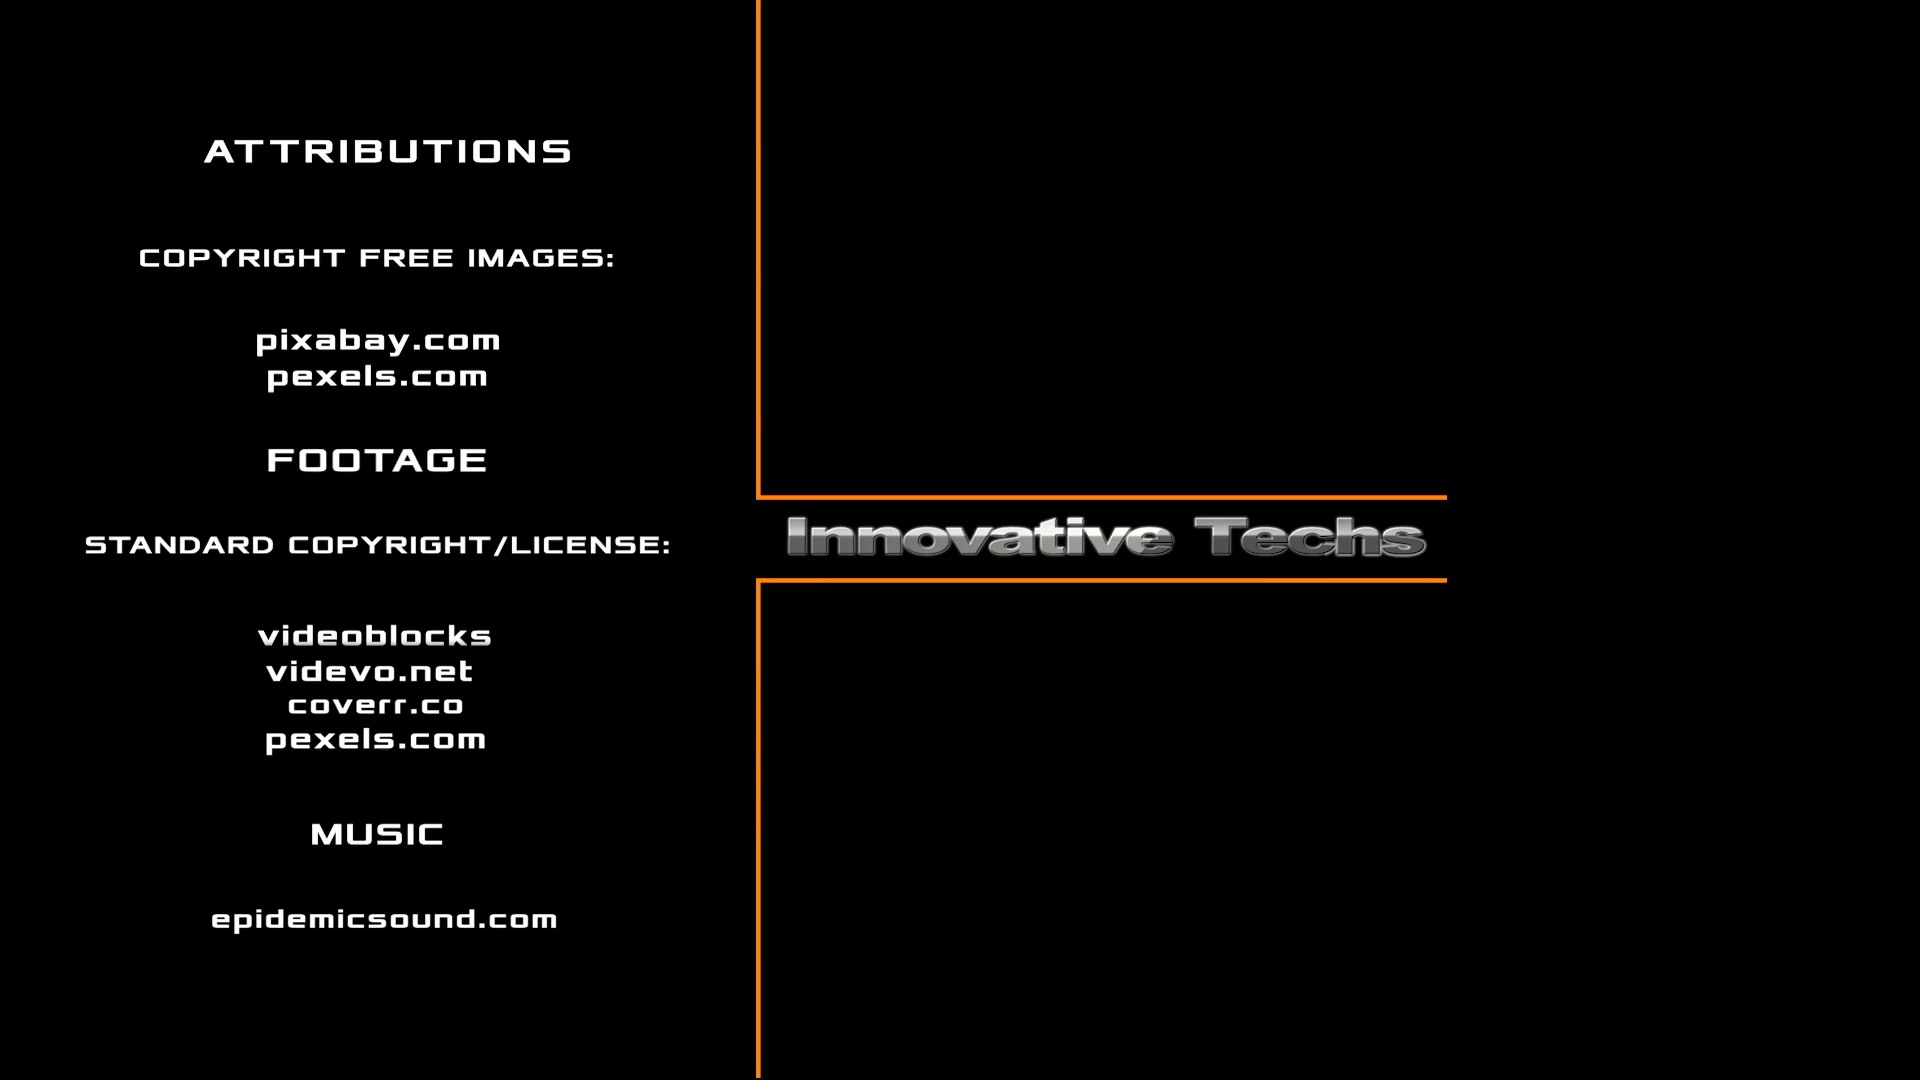 ATTRIBUTIONS
COPYRIGHT FREE IMAGES:
pixabay.com
pexels.com
FOOTAGE
STANDARD COPYRIGHT/LICENSE:
videoblocks
videvo.net
coverr.co
pexels.com
MUSIC
epidemicsound.com
Innovative Techs